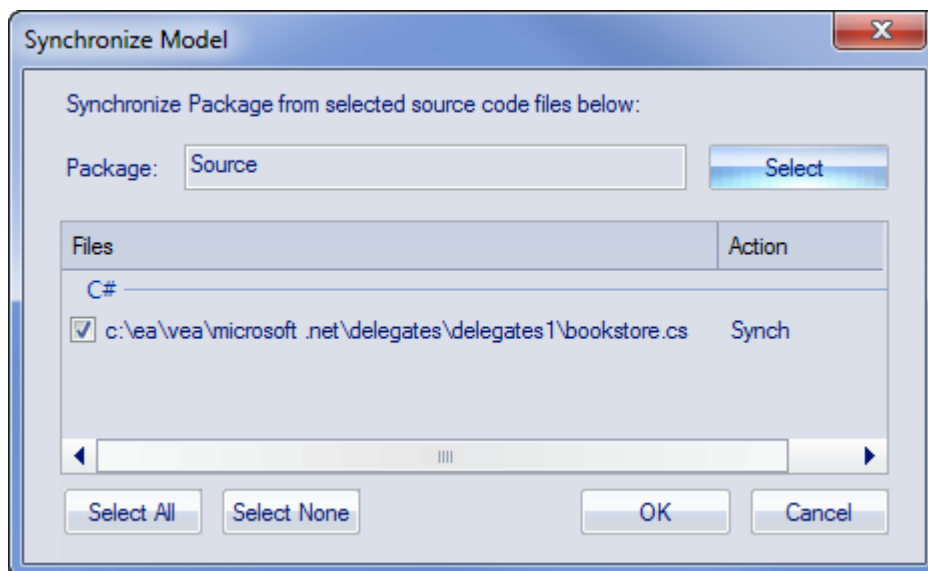 Synchronize Model
Synchronize Package from selected source code files below:
Package: Source Select
Files Action
C#
c:\ea\vea\microsoft .net\delegates\delegates1\bookstore.cs Synch
Select All Select None OK Cancel